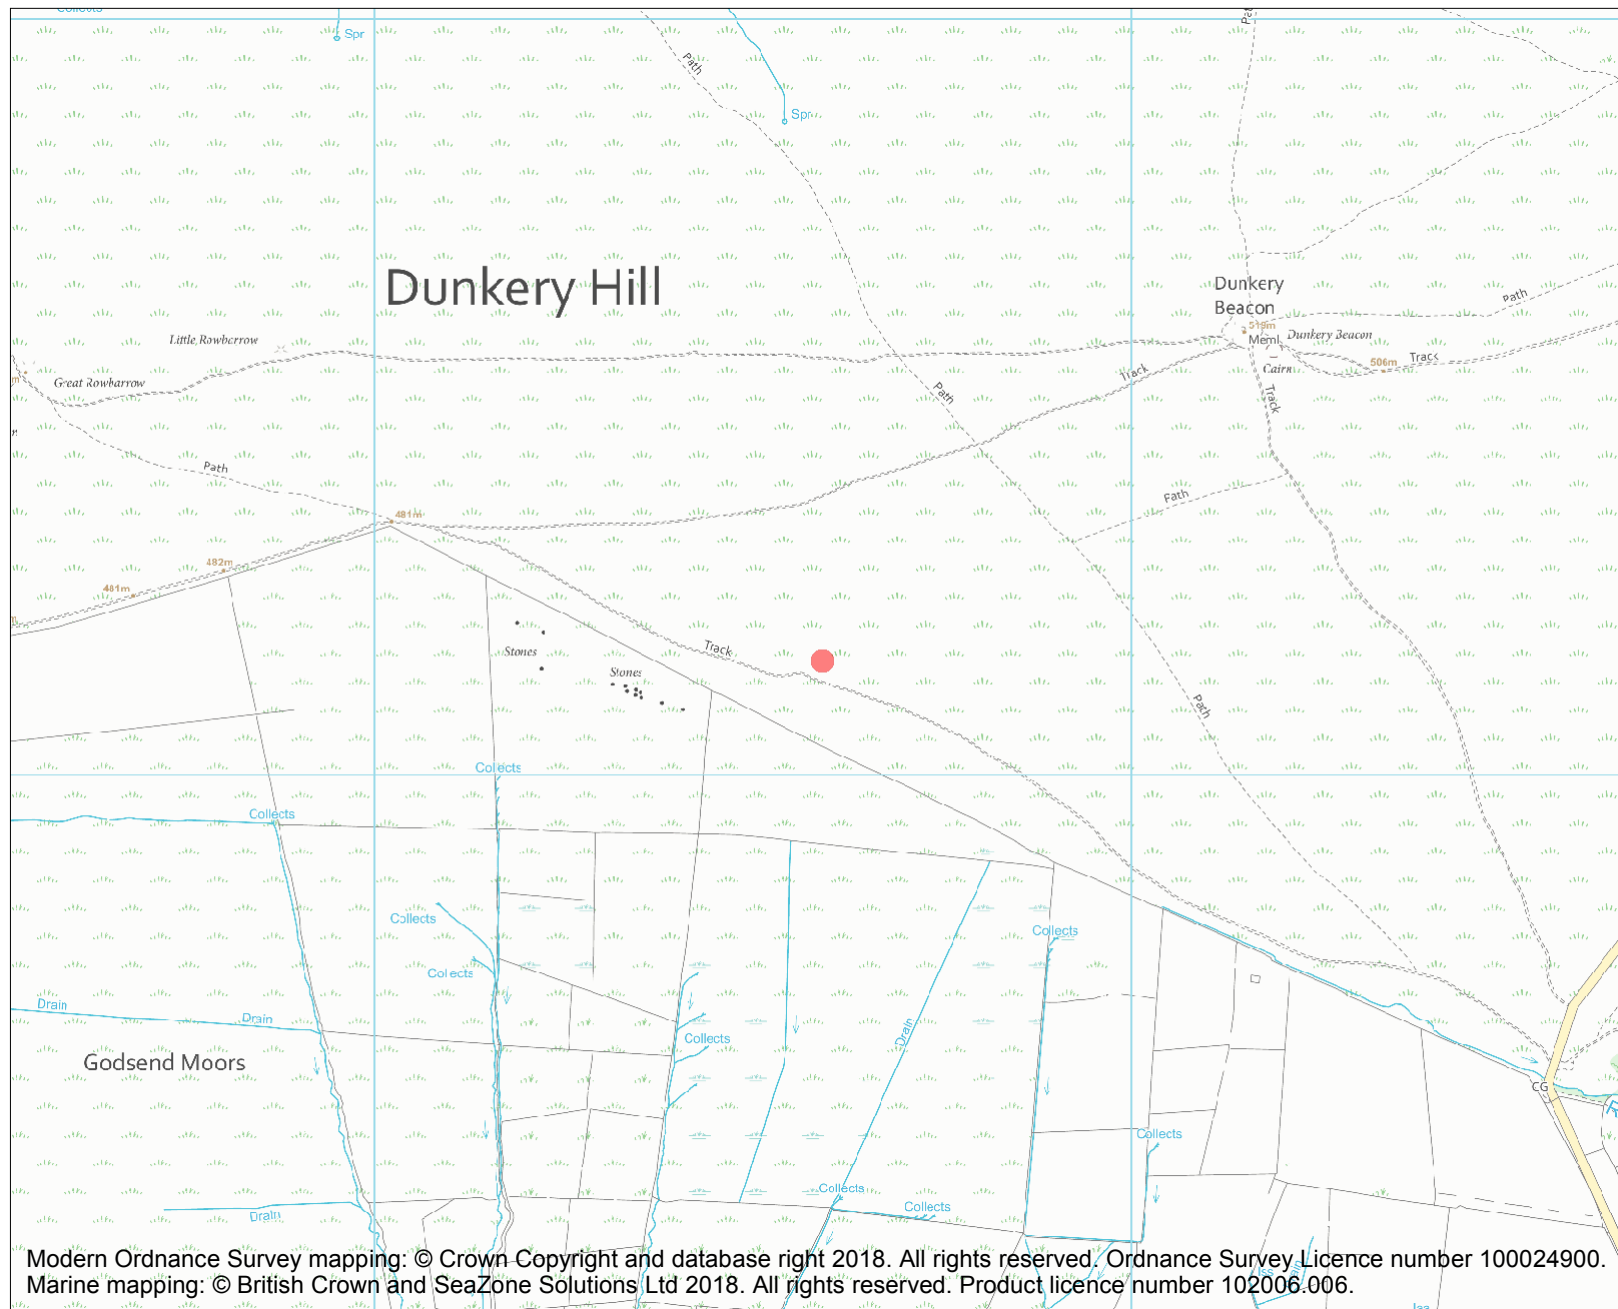 Collects
Spr
Path
Path
Spr
Dunkery Hill
Dunkery
Beacon
Path
519m
Little Rowbarrow
Meml
Dunkery Beacon
Track
506m
Great Rowbarrow
Track
Cairn
Path
Track
Path
Path
481m
482m
481m
Stones
Track
Stones
Path
Collects
Collects
Collects
Collects
Collects
Drain
Drain
Drain
Collects
Godsend Moors
CG
Collects
Collects
Collects
Drain
Modern Ordnance Survey mapping: © Crown Copyright and database right 2018. All rights reserved. Ordnance Survey Licence number 100024900.
Marine mapping: © British Crown and SeaZone Solutions Ltd 2018. All rights reserved. Product licence number 102006.006.